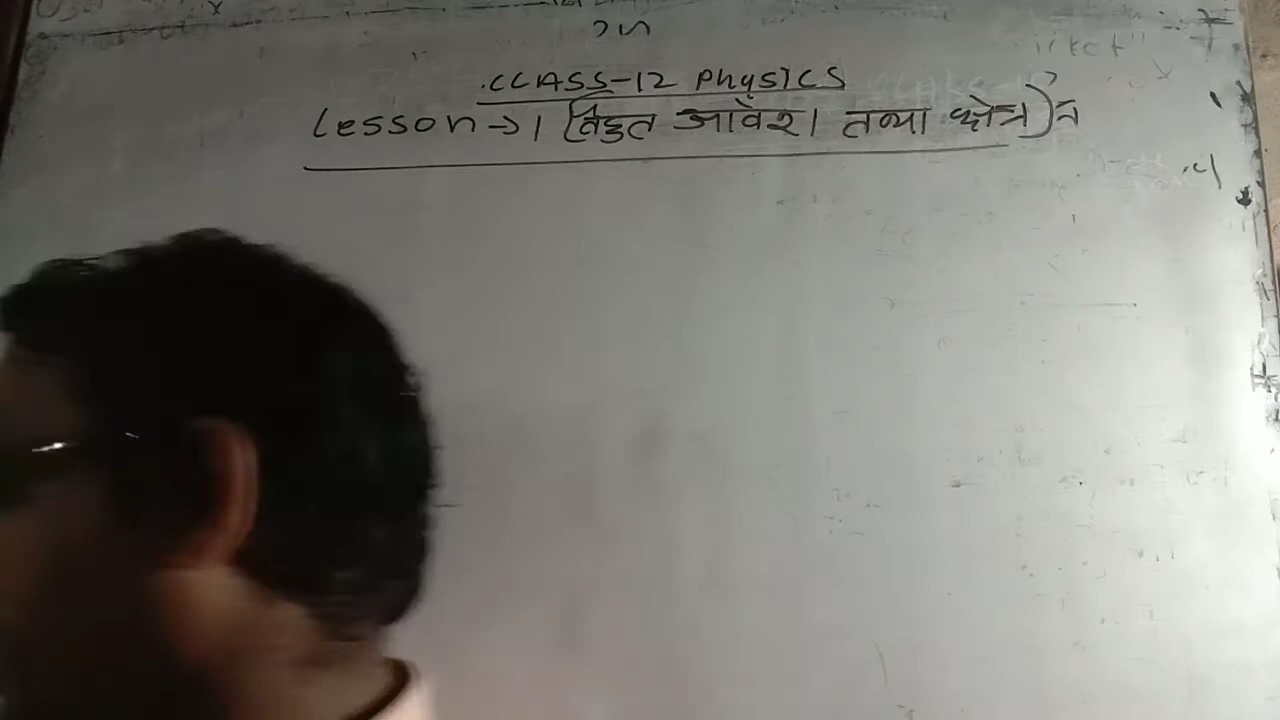 CLASS-12 PhysICS
Lesson→1 (विद्युत आवेश तथा क्षेत्र)